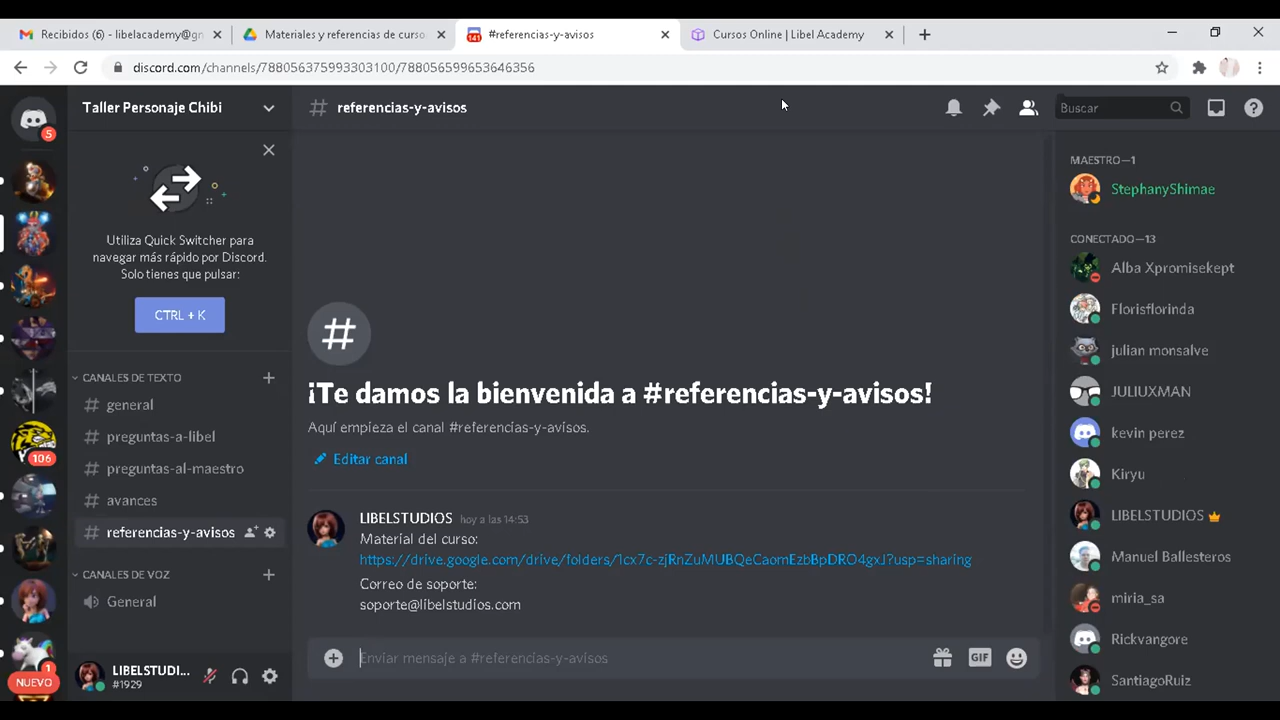 Recibidos (6) - libelacademy@gn
Materiales y referencias de curso
141
#referencias-y-avisos
Cursos Online | Libel Academy
discord.com/channels/788056375993303100/788056599653646356
5
Taller Personaje Chibi
referencias-y-avisos
Buscar
Utiliza Quick Switcher para
navegar más rápido por Discord.
Solo tienes que pulsar:
CTRL + K
CANALES DE TEXTO
general
preguntas-a-libel
preguntas-al-maestro
avances
referencias-y-avisos
CANALES DE VOZ
General
106
1
NUEVO
LIBELSTUDI...
#1929
¡Te damos la bienvenida a #referencias-y-avisos!
Aquí empieza el canal #referencias-y-avisos.
Editar canal
LIBELSTUDIOS hoy a las 14:53
Material del curso:
https://drive.google.com/drive/folders/1cx7c-zjRnZuMUBQeCaomEzbBpDRO4gxJ?usp=sharing
Correo de soporte:
soporte@libelstudios.com
Enviar mensaje a #referencias-y-avisos
GIF
MAESTRO—1
StephanyShimae
CONECTADO—13
Alba Xpromisekept
Florisflorinda
julian monsalve
JULIUXMAN
kevin perez
Kiryu
LIBELSTUDIOS
Manuel Ballesteros
miria_sa
Rickvangore
SantiagoRuiz